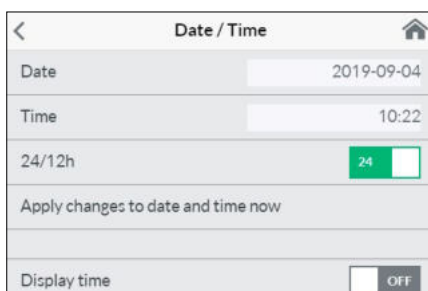 Date / Time
Date 2019-09-04
Time 10:22
24/12h 24
Apply changes to date and time now
Display time OFF